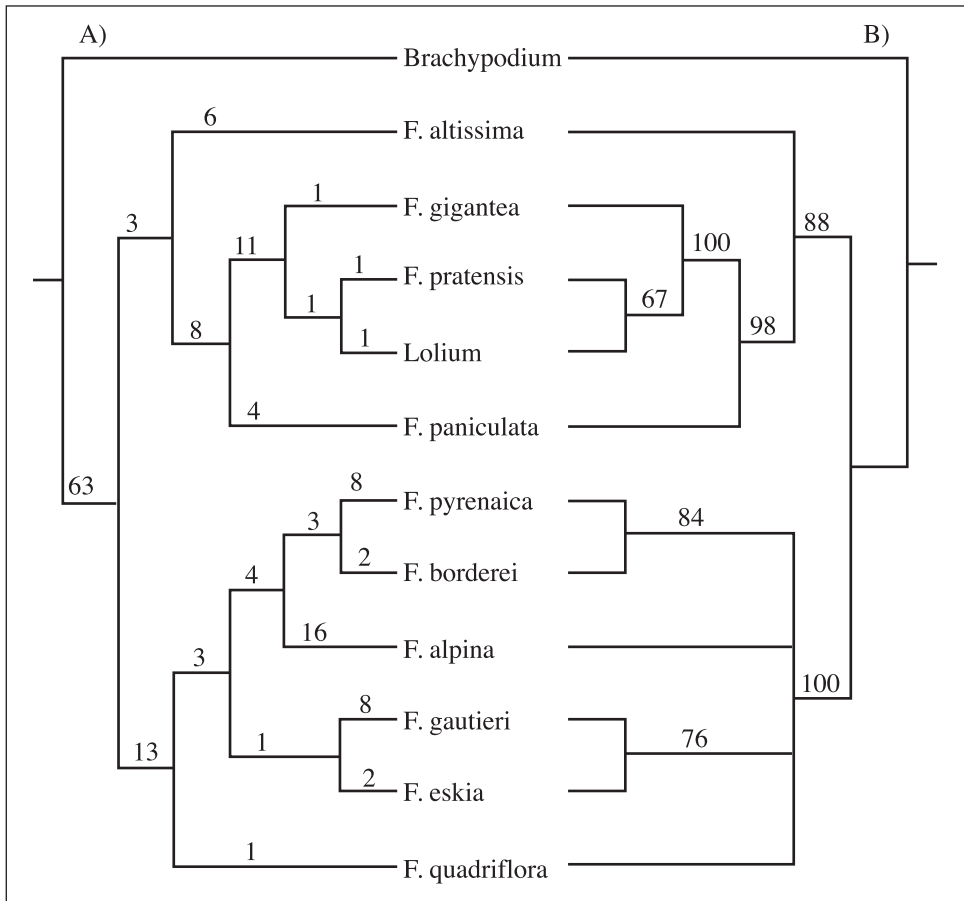 A) B)
Brachypodium
6 F. altissima
1 F. gigantea
3 88
11 100
1 F. pratensis
1 67
8 98
1 Lolium
4 F. paniculata
63
8 F. pyrenaica
3 84
2 F. borderei
4
16 F. alpina
3 100
8 F. gautieri
13 1 76
2 F. eskia
1 F. quadriflora